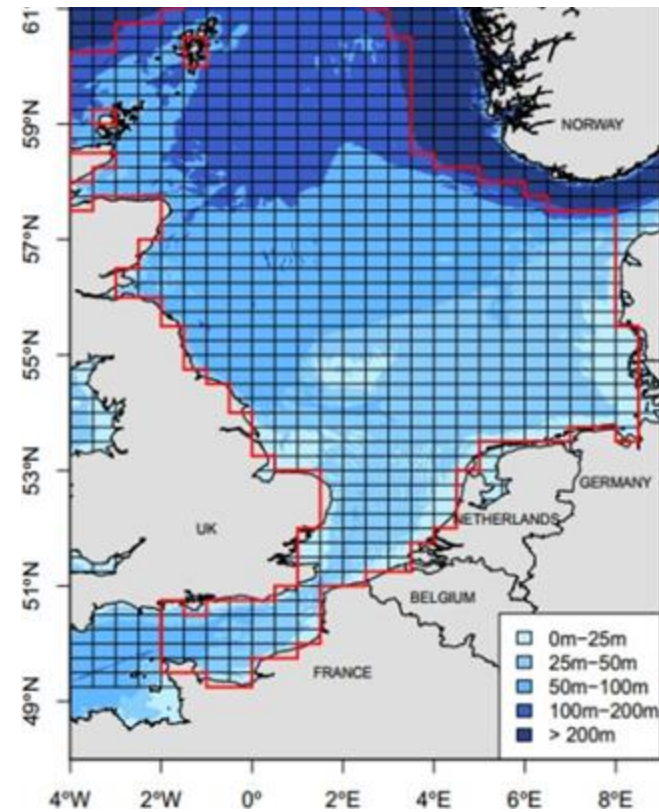 61°
59°N
57°N
55°N
53°N
51°N
49°N
NORWAY
GERMANY
NETHERLANDS
UK
BELGIUM
FRANCE
0m-25m
25m-50m
50m-100m
100m-200m
> 200m
4°W
2°W
0°
2°E
4°E
6°E
8°E